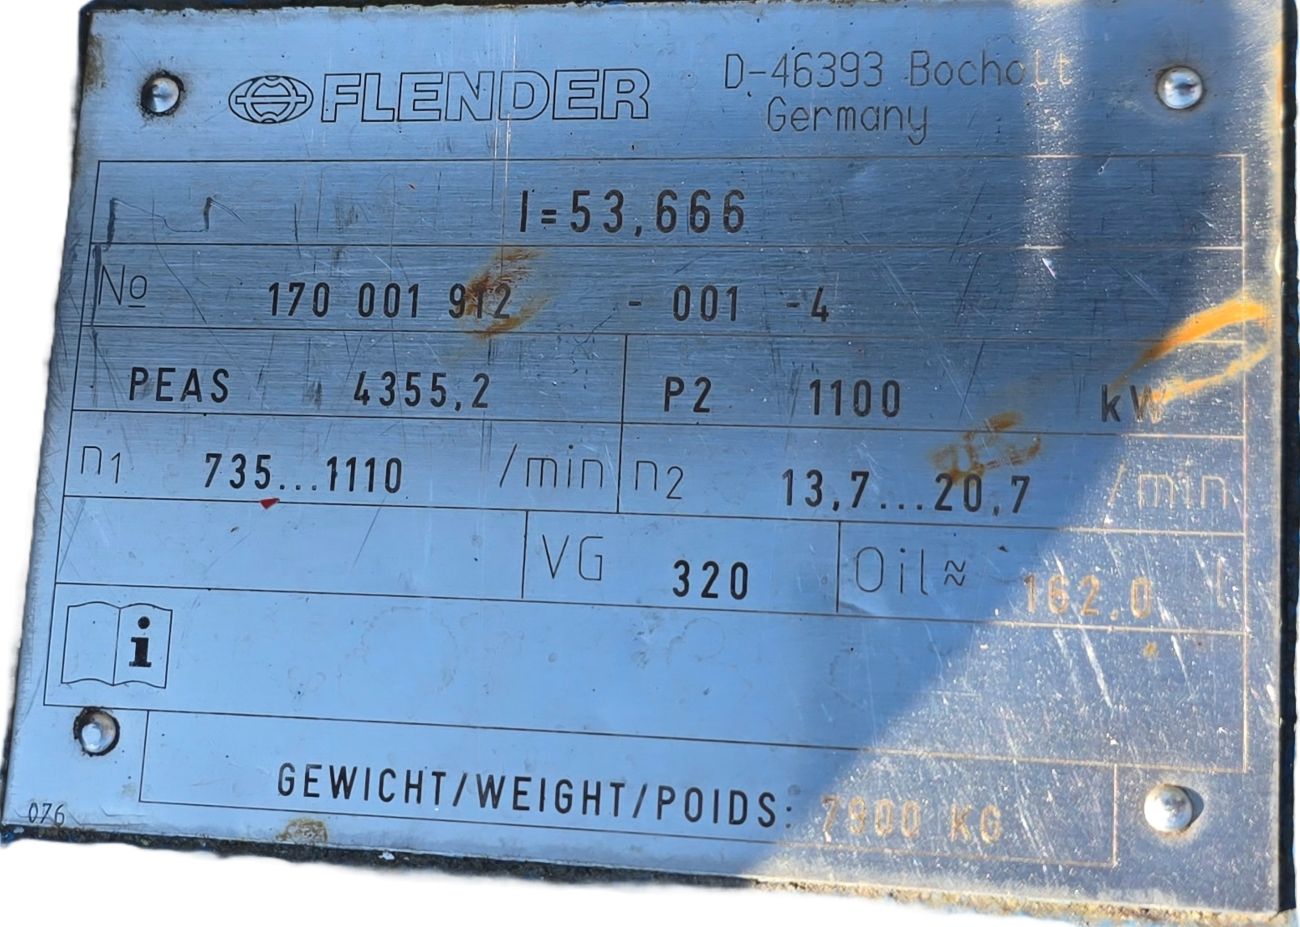 FLENDER D-46393 Bocholt
Germany
I=53,666
No 170 001 912 - 001 -4
PEAS 4355,2 P2 1100 kW
n1 735...1110 /min n2 13,7...20,7 /min
VG 320 Oil≈ 162.0 l
i
GEWICHT/WEIGHT/POIDS: 7900 KG
076